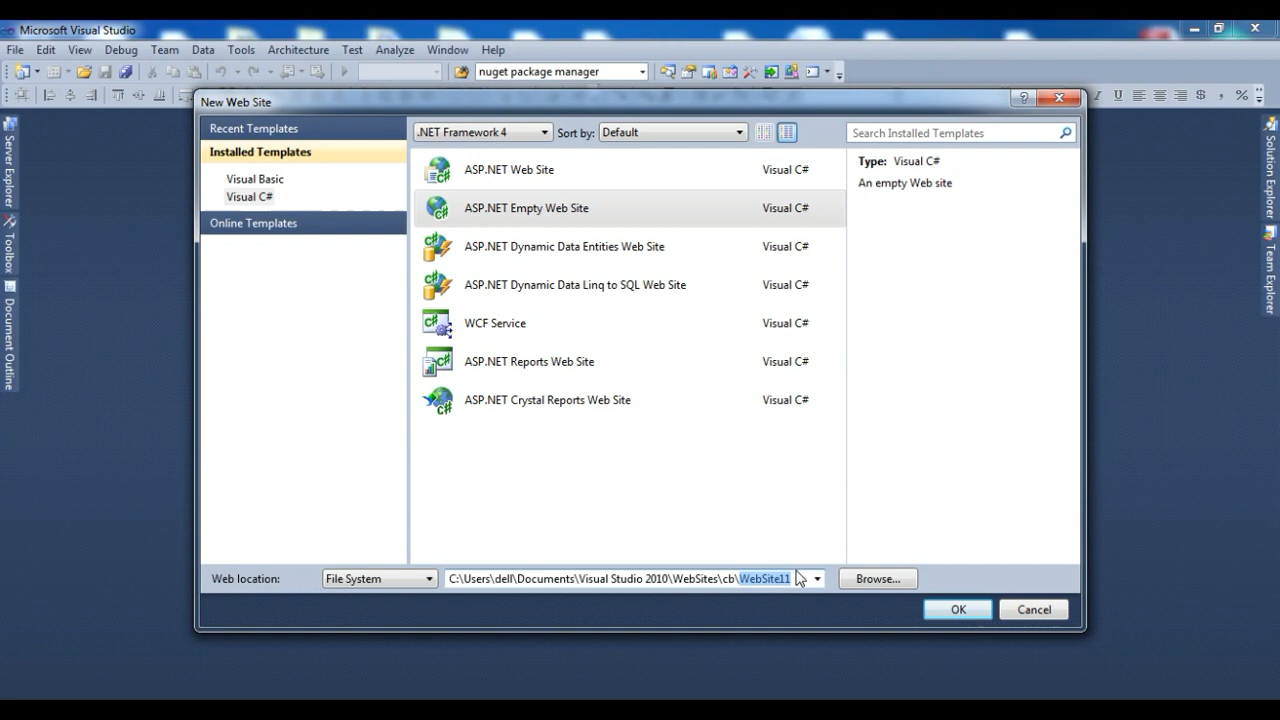 Microsoft Visual Studio
File Edit View Debug Team Data Tools Architecture Test Analyze Window Help
nuget package manager
New Web Site
Recent Templates
Installed Templates
Visual Basic
Visual C#
Online Templates
.NET Framework 4 Sort by: Default Search Installed Templates
ASP.NET Web Site Visual C#
ASP.NET Empty Web Site Visual C#
ASP.NET Dynamic Data Entities Web Site Visual C#
ASP.NET Dynamic Data Linq to SQL Web Site Visual C#
WCF Service Visual C#
ASP.NET Reports Web Site Visual C#
ASP.NET Crystal Reports Web Site Visual C#
Type: Visual C#
An empty Web site
Web location: File System C:\Users\dell\Documents\Visual Studio 2010\WebSites\cb\WebSite11 Browse...
OK Cancel
Server Explorer
Toolbox
Document Outline
Solution Explorer
Team Explorer